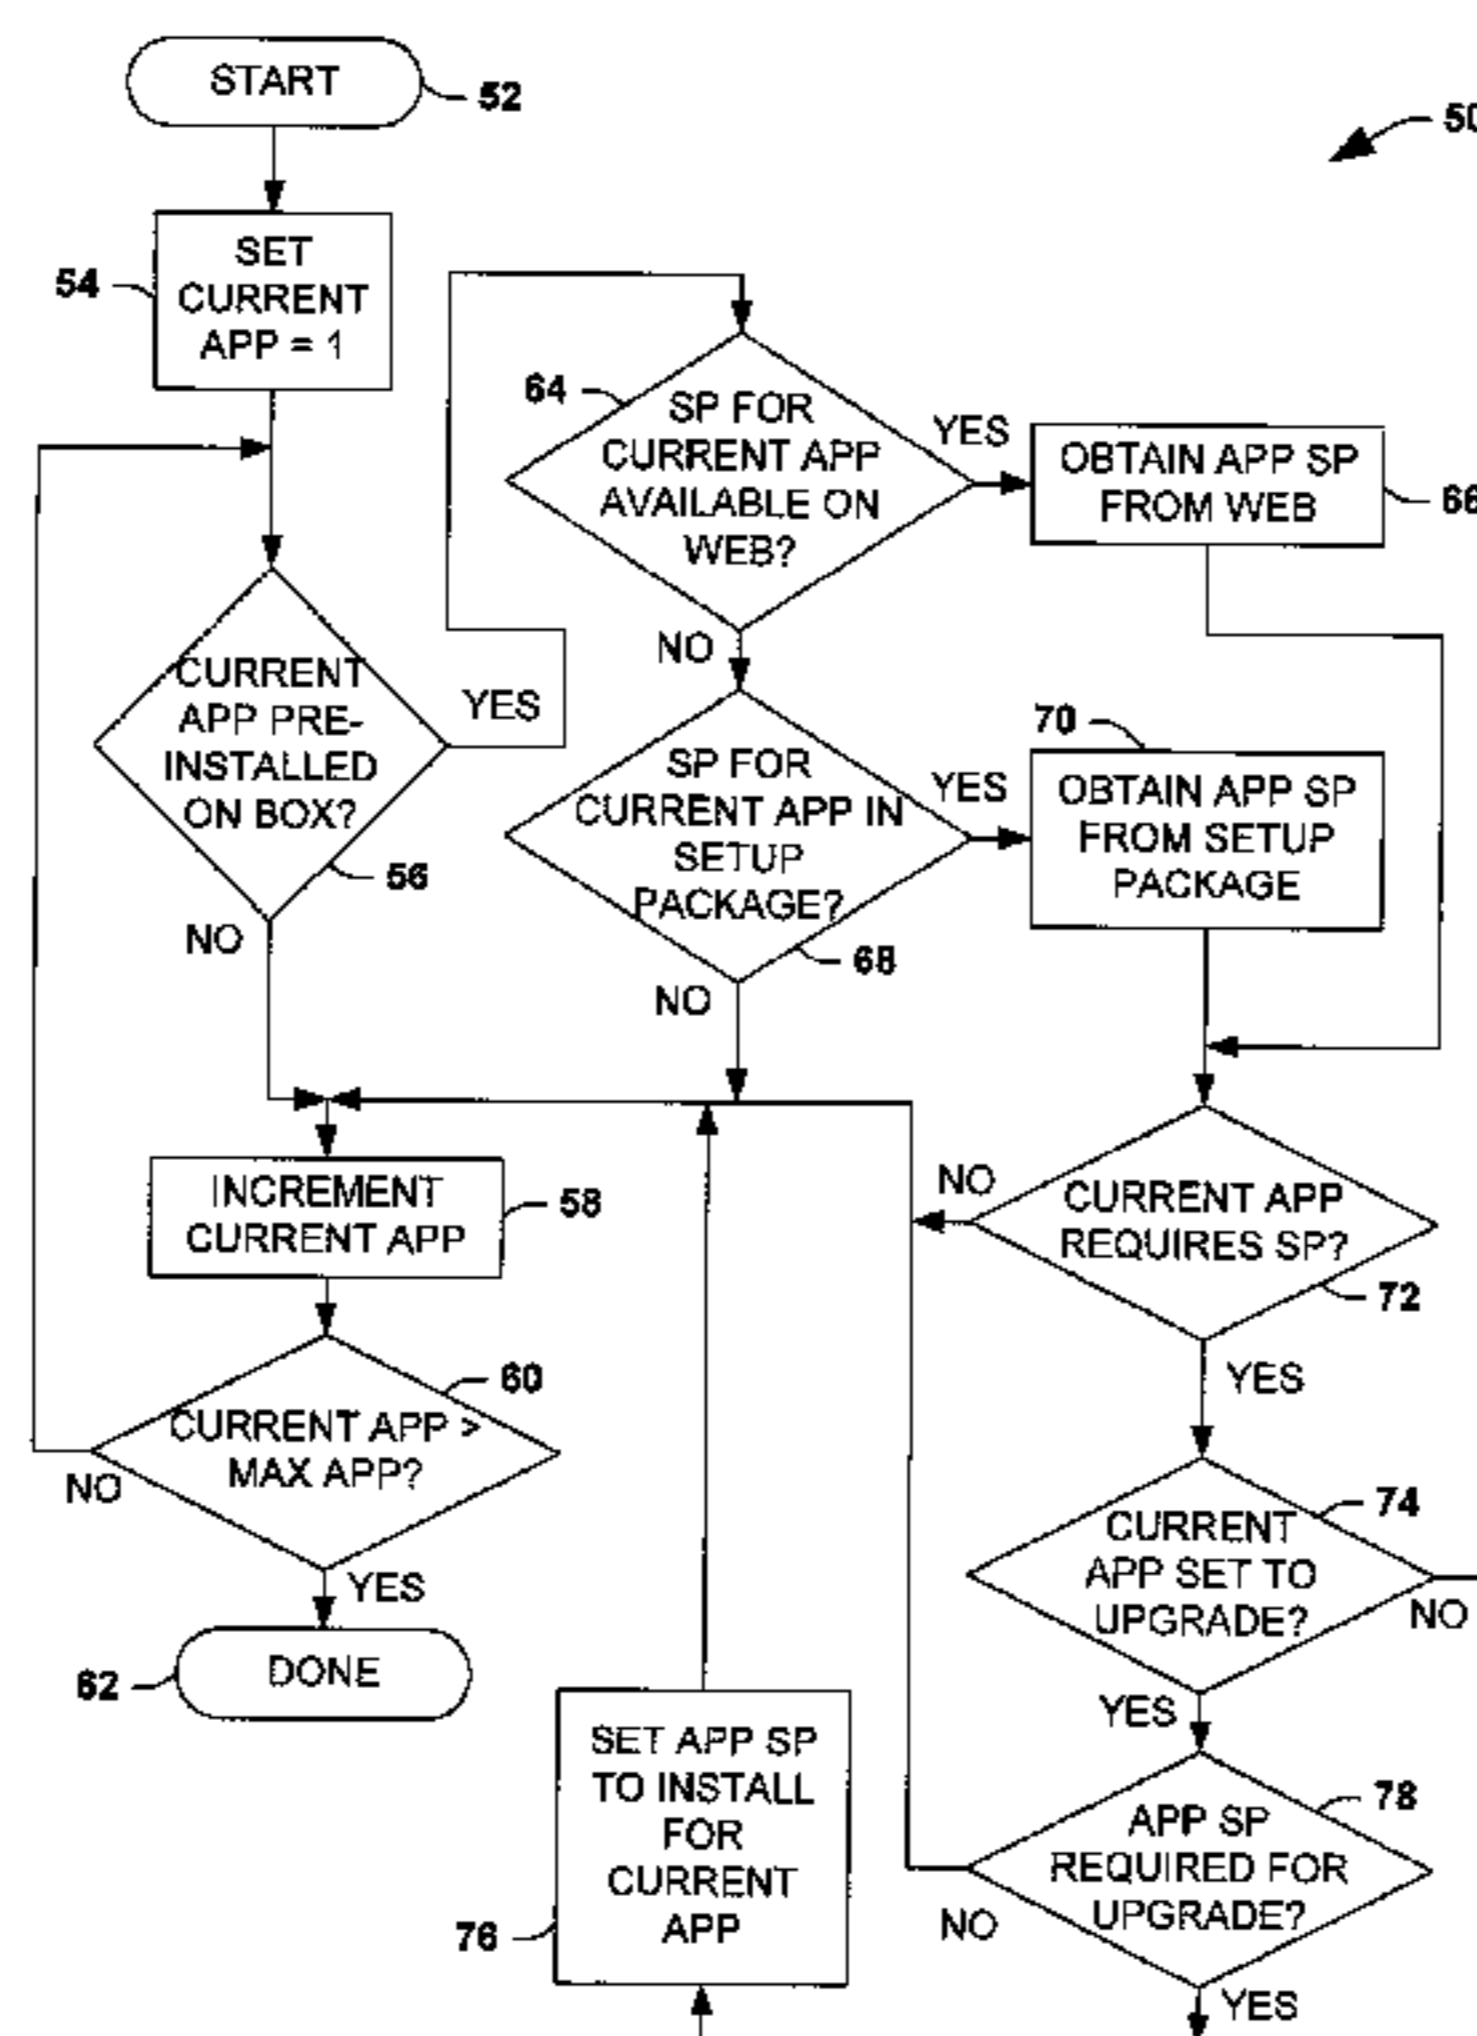 START
52
50
SET
CURRENT
APP = 1
54
64
SP FOR
CURRENT APP
AVAILABLE ON
WEB?
YES
OBTAIN APP SP
FROM WEB
66
NO
CURRENT
APP PRE-
INSTALLED
ON BOX?
YES
56
NO
SP FOR
CURRENT APP IN
SETUP
PACKAGE?
YES
68
NO
70
OBTAIN APP SP
FROM SETUP
PACKAGE
INCREMENT
CURRENT APP
58
NO
CURRENT APP
REQUIRES SP?
72
YES
60
CURRENT APP >
MAX APP?
NO
YES
62
DONE
74
CURRENT
APP SET TO
UPGRADE?
NO
YES
SET APP SP
TO INSTALL
FOR
CURRENT
APP
76
78
APP SP
REQUIRED FOR
UPGRADE?
NO
YES